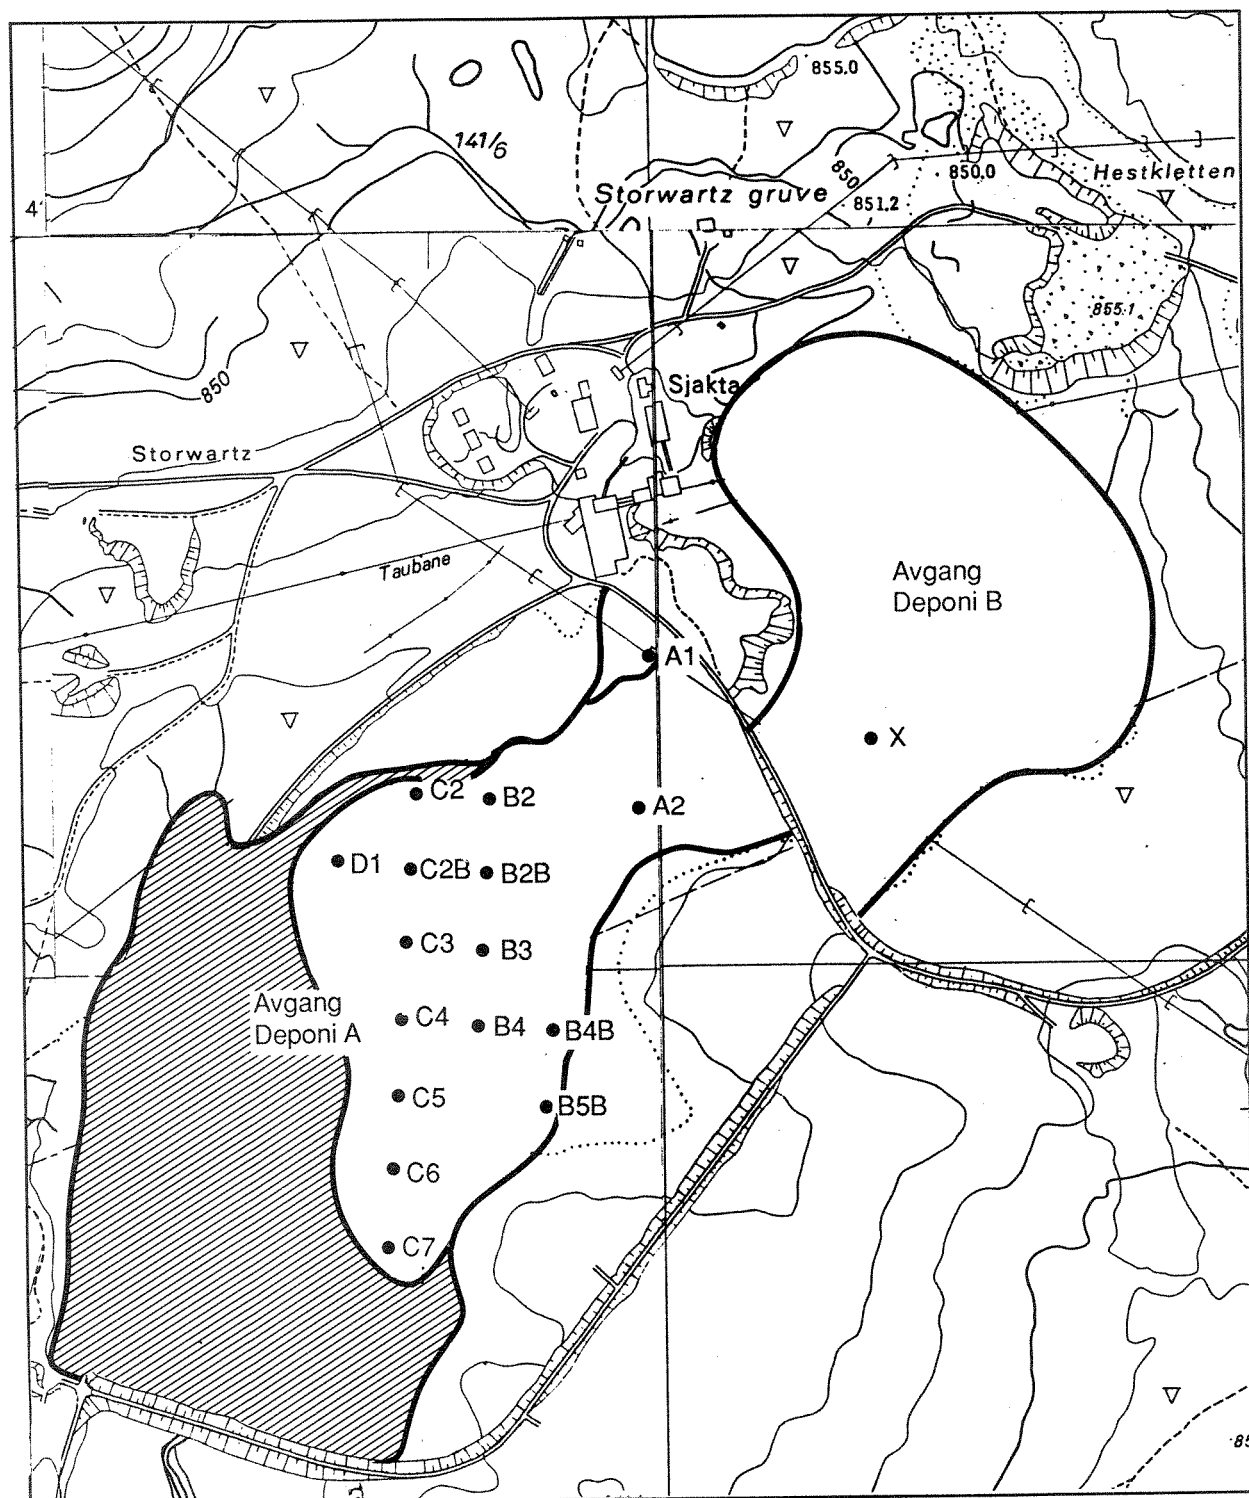 855.0
141/6
850
850.0
Hestkletten
Storwartz gruve
851.2
4
855.1
850
Sjakta
Storwartz
Taubane
Avgang
Deponi B
A1
X
C2
B2
A2
D1
C2B
B2B
C3
B3
Avgang
Deponi A
C4
B4
B4B
C5
B5B
C6
C7